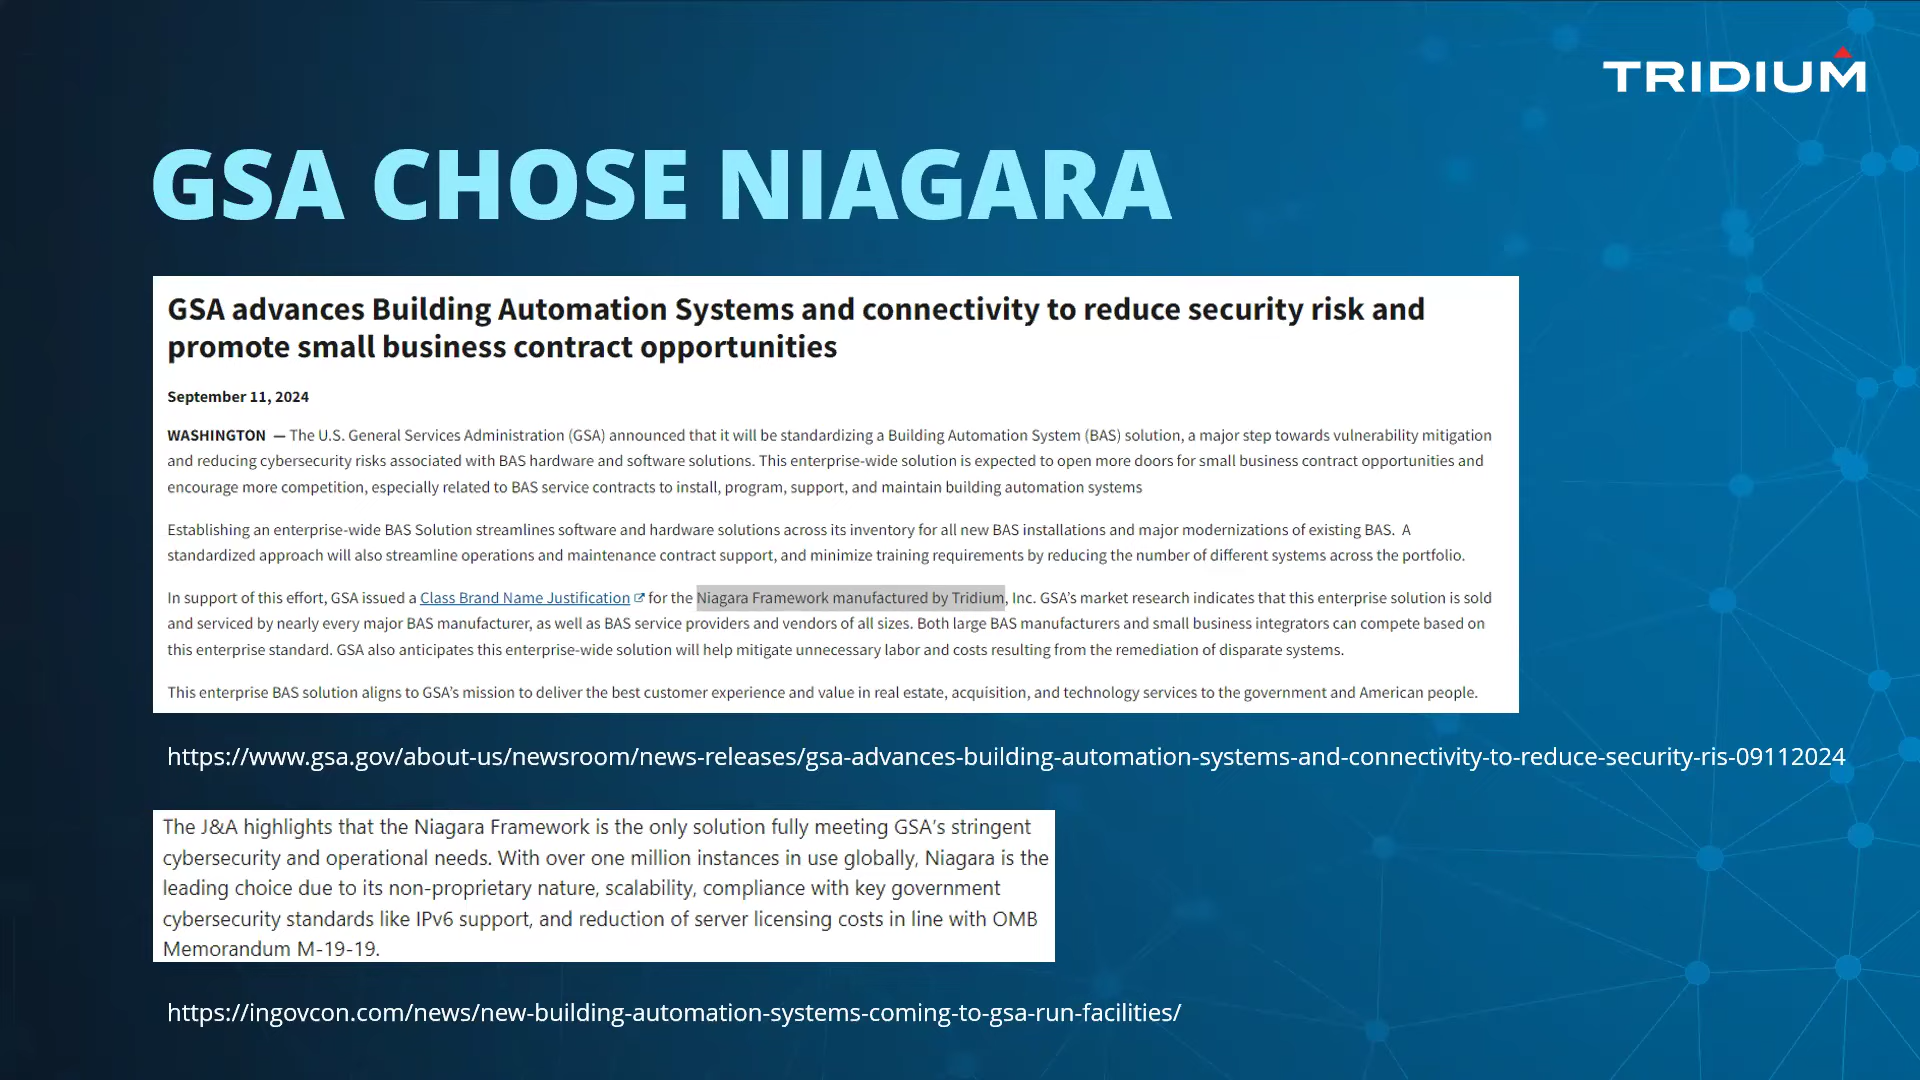 TRIDIUM
GSA CHOSE NIAGARA
GSA advances Building Automation Systems and connectivity to reduce security risk and
promote small business contract opportunities
September 11, 2024
WASHINGTON — The U.S. General Services Administration (GSA) announced that it will be standardizing a Building Automation System (BAS) solution, a major step towards vulnerability mitigation
and reducing cybersecurity risks associated with BAS hardware and software solutions. This enterprise-wide solution is expected to open more doors for small business contract opportunities and
encourage more competition, especially related to BAS service contracts to install, program, support, and maintain building automation systems
Establishing an enterprise-wide BAS Solution streamlines software and hardware solutions across its inventory for all new BAS installations and major modernizations of existing BAS. A
standardized approach will also streamline operations and maintenance contract support, and minimize training requirements by reducing the number of different systems across the portfolio.
In support of this effort, GSA issued a Class Brand Name Justification for the Niagara Framework manufactured by Tridium, Inc. GSA's market research indicates that this enterprise solution is sold
and serviced by nearly every major BAS manufacturer, as well as BAS service providers and vendors of all sizes. Both large BAS manufacturers and small business integrators can compete based on
this enterprise standard. GSA also anticipates this enterprise-wide solution will help mitigate unnecessary labor and costs resulting from the remediation of disparate systems.
This enterprise BAS solution aligns to GSA's mission to deliver the best customer experience and value in real estate, acquisition, and technology services to the government and American people.
https://www.gsa.gov/about-us/newsroom/news-releases/gsa-advances-building-automation-systems-and-connectivity-to-reduce-security-ris-09112024
The J&A highlights that the Niagara Framework is the only solution fully meeting GSA's stringent
cybersecurity and operational needs. With over one million instances in use globally, Niagara is the
leading choice due to its non-proprietary nature, scalability, compliance with key government
cybersecurity standards like IPv6 support, and reduction of server licensing costs in line with OMB
Memorandum M-19-19.
https://ingovcon.com/news/new-building-automation-systems-coming-to-gsa-run-facilities/